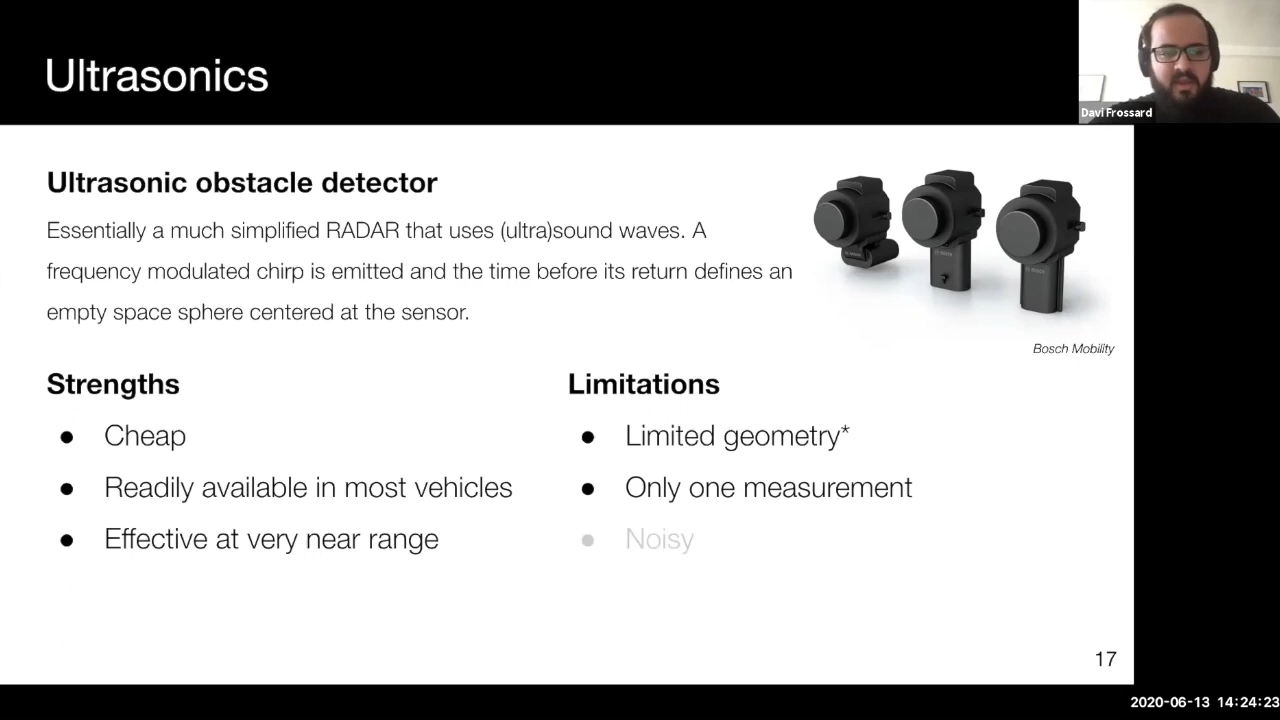 Ultrasonics
Davi Frossard
Ultrasonic obstacle detector
Essentially a much simplified RADAR that uses (ultra)sound waves. A
frequency modulated chirp is emitted and the time before its return defines an
empty space sphere centered at the sensor.
Bosch Mobility
Strengths
● Cheap
● Readily available in most vehicles
● Effective at very near range
Limitations
● Limited geometry*
● Only one measurement
● Noisy
17
2020-06-13 14:24:23